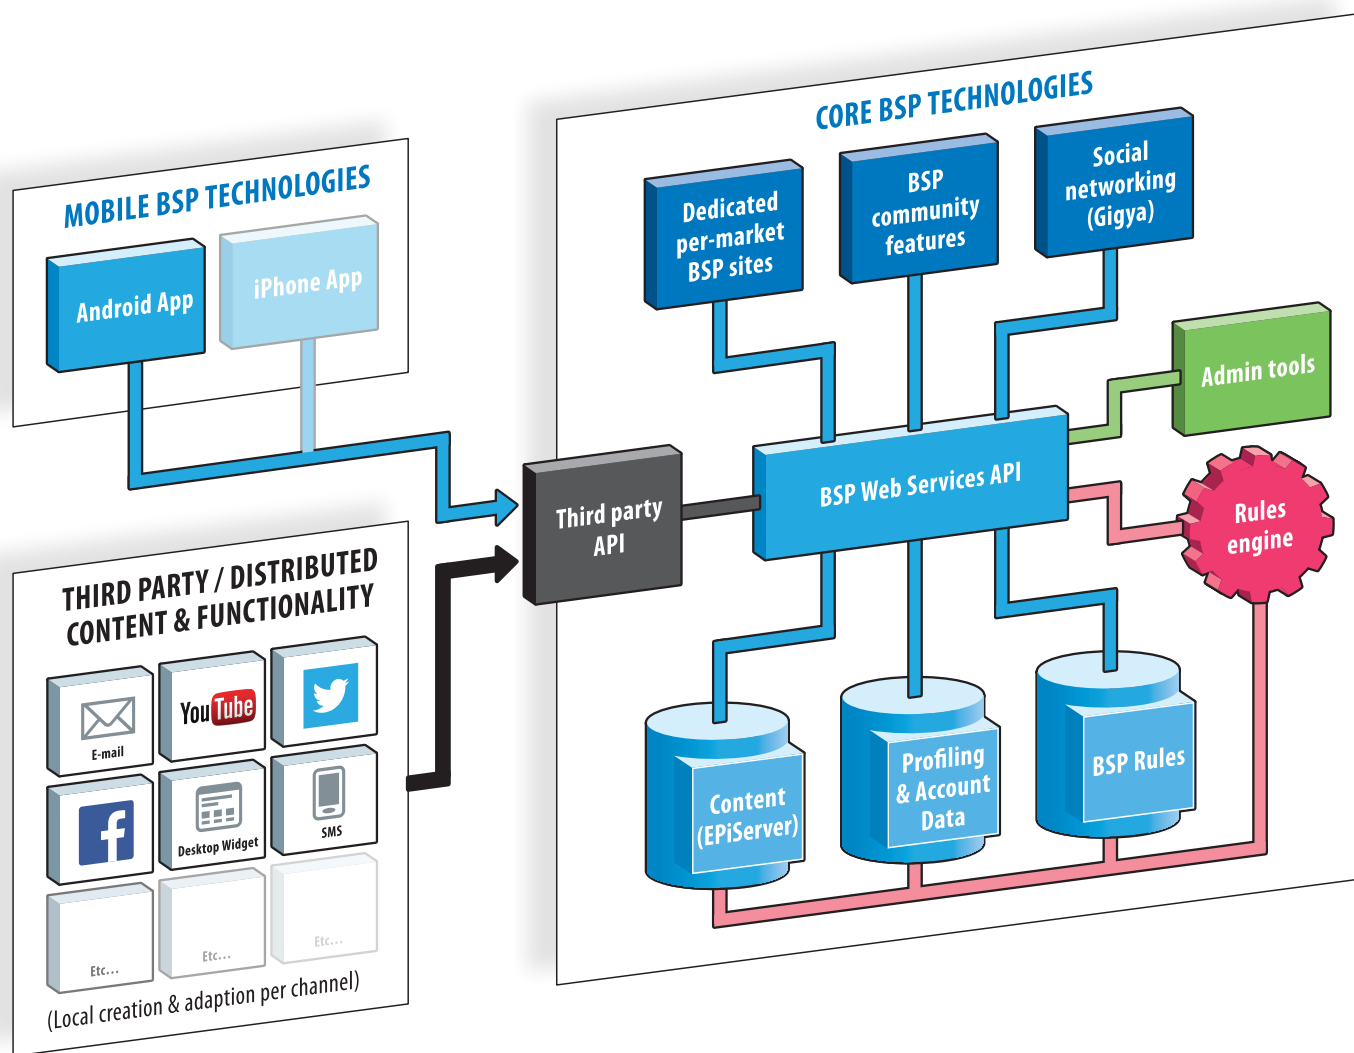 CORE BSP TECHNOLOGIES
Dedicated
per-market
BSP sites
BSP
community
features
Social
networking
(Gigya)
MOBILE BSP TECHNOLOGIES
Android App
iPhone App
Admin tools
BSP Web Services API
Third party
API
Rules
engine
THIRD PARTY / DISTRIBUTED
CONTENT & FUNCTIONALITY
E-mail
YouTube
f
Desktop Widget
SMS
Etc...
Etc...
Etc...
(Local creation & adaption per channel)
Content
(EPiServer)
Profiling
& Account
Data
BSP Rules